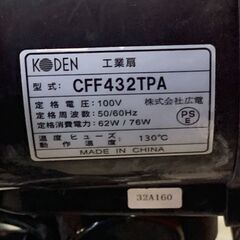 KODEN 工業扇
型式: CFF432TPA
定格電圧: 100V 株式会社広電
定格周波数: 50/60Hz
定格消費電力: 62W/76W
PS
E
温度ヒューズ
動作温度: 130℃
MADE IN CHINA
32A160